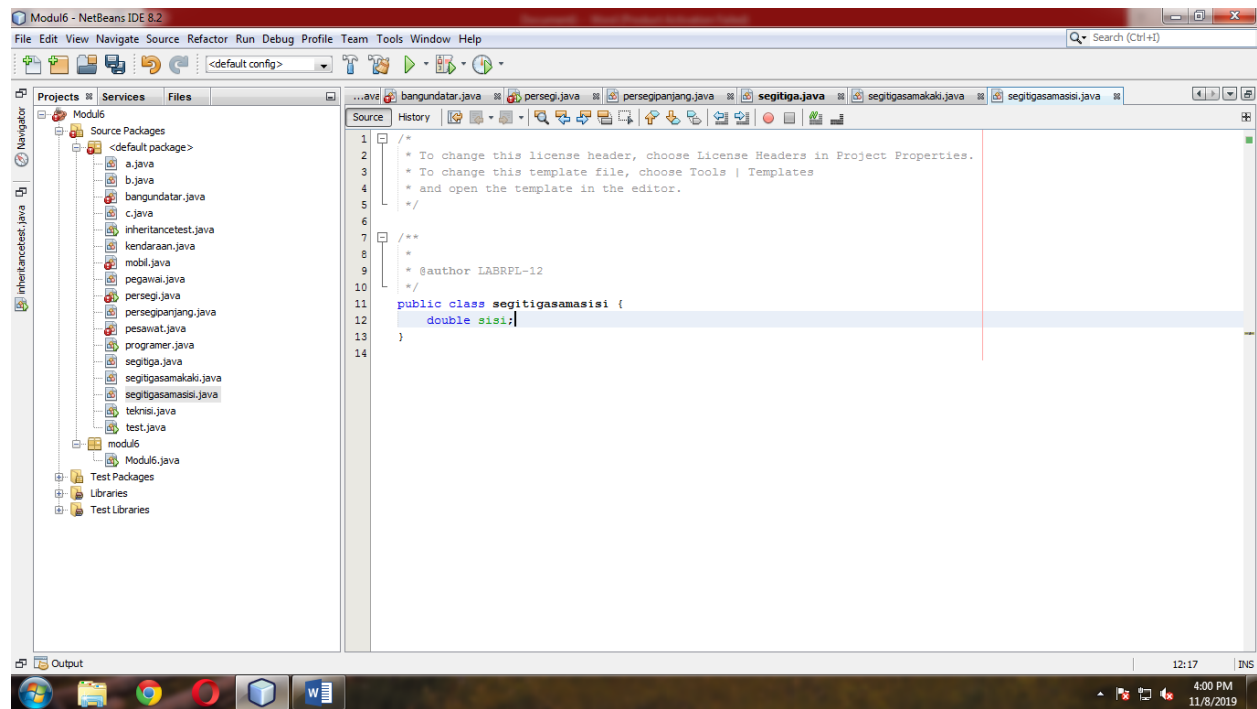 Modul6 - NetBeans IDE 8.2
File Edit View Navigate Source Refactor Run Debug Profile Team Tools Window Help
Search (Ctrl+I)
<default config>
Projects Services Files
...ava bangundatar.java persegi.java persegipanjang.java segitiga.java segitigasamakaki.java segitigasamasisi.java
Navigator
inheritancetest.java
Modul6
Source Packages
<default package>
a.java
b.java
bangundatar.java
c.java
inheritancetest.java
kendaraan.java
mobil.java
pegawai.java
persegi.java
persegipanjang.java
pesawat.java
programer.java
segitiga.java
segitigasamakaki.java
segitigasamasisi.java
teknisi.java
test.java
modul6
Modul6.java
Test Packages
Libraries
Test Libraries
Source History
1 /*
2 * To change this license header, choose License Headers in Project Properties.
3 * To change this template file, choose Tools | Templates
4 * and open the template in the editor.
5 */
6
7 /**
8 *
9 * @author LABRPL-12
10 */
11 public class segitigasamasisi {
12 double sisi;
13 }
14
Output
12:17 INS
4:00 PM
11/8/2019